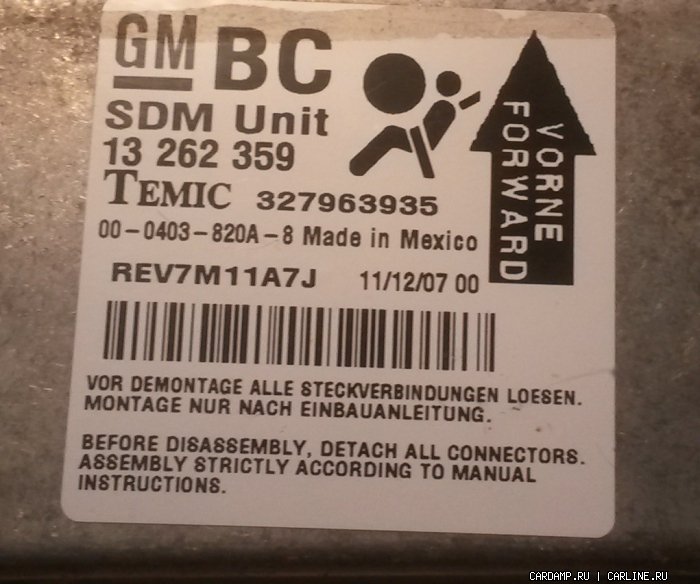 GM BC
SDM Unit
13 262 359
TEMIC 327963935
00-0403-820A-8 Made in Mexico
REV7M11A7J 11/12/07 00
VORNE
FORWARD
VOR DEMONTAGE ALLE STECKVERBINDUNGEN LOESEN.
MONTAGE NUR NACH EINBAUANLEITUNG.
BEFORE DISASSEMBLY, DETACH ALL CONNECTORS.
ASSEMBLY STRICTLY ACCORDING TO MANUAL
INSTRUCTIONS.
CARDAMP.RU | CARLINE.RU